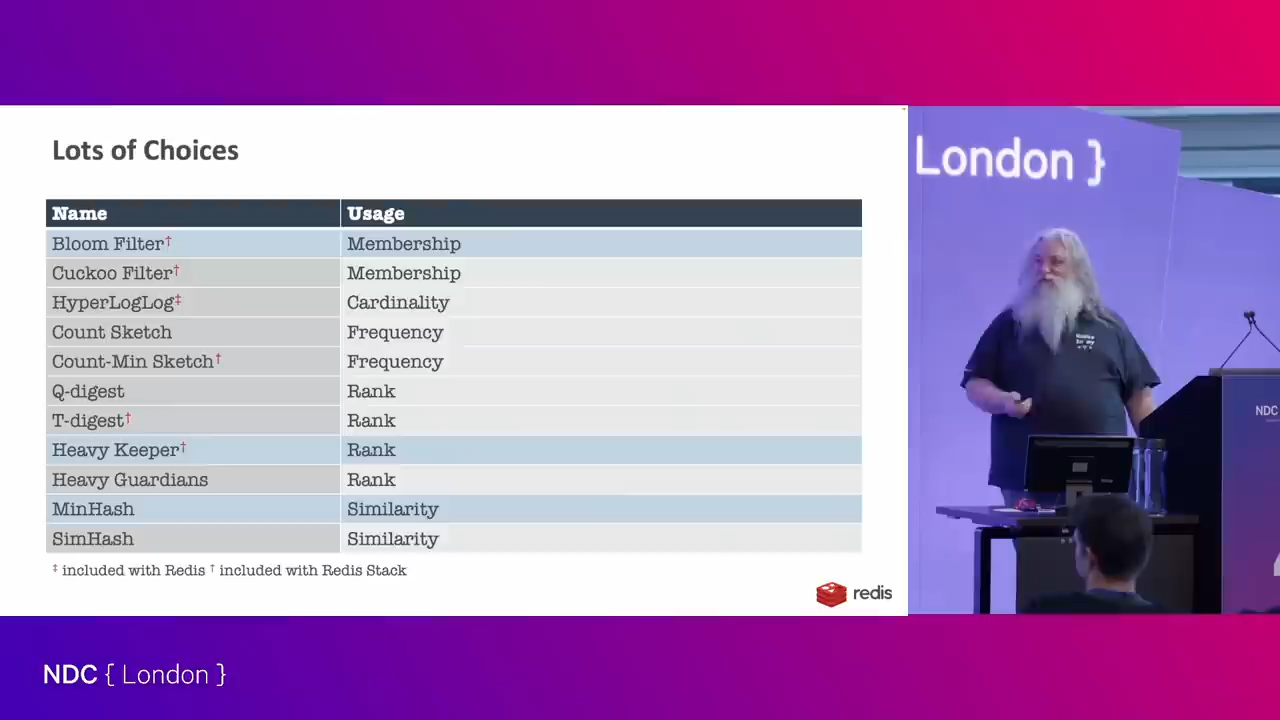 Lots of Choices
Name Usage
Bloom Filter† Membership
Cuckoo Filter† Membership
HyperLogLog‡ Cardinality
Count Sketch Frequency
Count-Min Sketch† Frequency
Q-digest Rank
T-digest† Rank
Heavy Keeper† Rank
Heavy Guardians Rank
MinHash Similarity
SimHash Similarity
‡ included with Redis † included with Redis Stack
redis
London }
NDC
NDC { London }